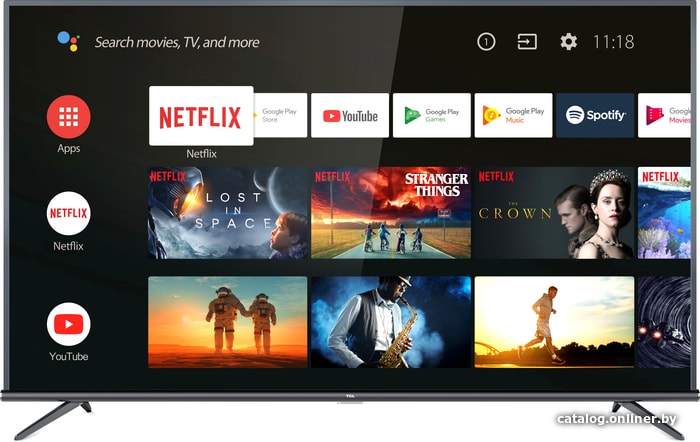 Search movies, TV, and more
1
11:18
NETFLIX
Google Play
Store
YouTube
Google Play
Games
Google Play
Music
Spotify
Google
Movies
Apps
Netflix
NETFLIX
LOST
IN
SPACE
NETFLIX
STRANGER
THINGS
NETFLIX
THE
CROWN
NETFLIX
NETFLIX
Netflix
YouTube
TCL
catalog.onliner.by